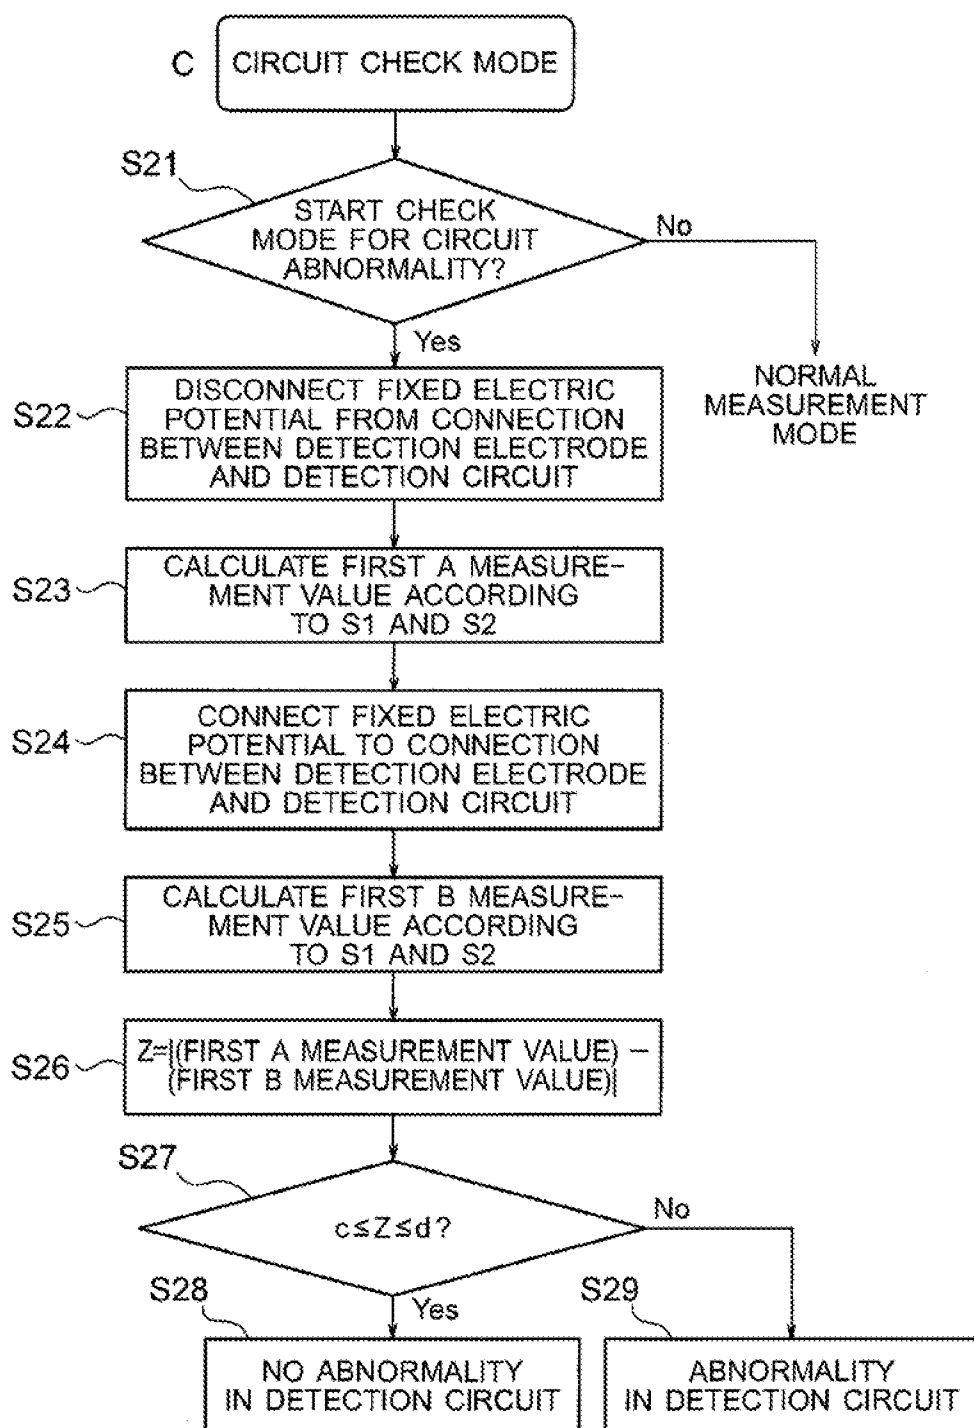 C CIRCUIT CHECK MODE
S21
START CHECK
MODE FOR CIRCUIT
ABNORMALITY?
No
Yes
NORMAL
MEASUREMENT
MODE
S22
DISCONNECT FIXED ELECTRIC
POTENTIAL FROM CONNECTION
BETWEEN DETECTION ELECTRODE
AND DETECTION CIRCUIT
S23
CALCULATE FIRST A MEASURE-
MENT VALUE ACCORDING
TO S1 AND S2
S24
CONNECT FIXED ELECTRIC
POTENTIAL TO CONNECTION
BETWEEN DETECTION ELECTRODE
AND DETECTION CIRCUIT
S25
CALCULATE FIRST B MEASURE-
MENT VALUE ACCORDING
TO S1 AND S2
S26
Z=|(FIRST A MEASUREMENT VALUE) −
(FIRST B MEASUREMENT VALUE)|
S27
c≦Z≦d?
No
Yes
S28
NO ABNORMALITY
IN DETECTION CIRCUIT
S29
ABNORMALITY
IN DETECTION CIRCUIT